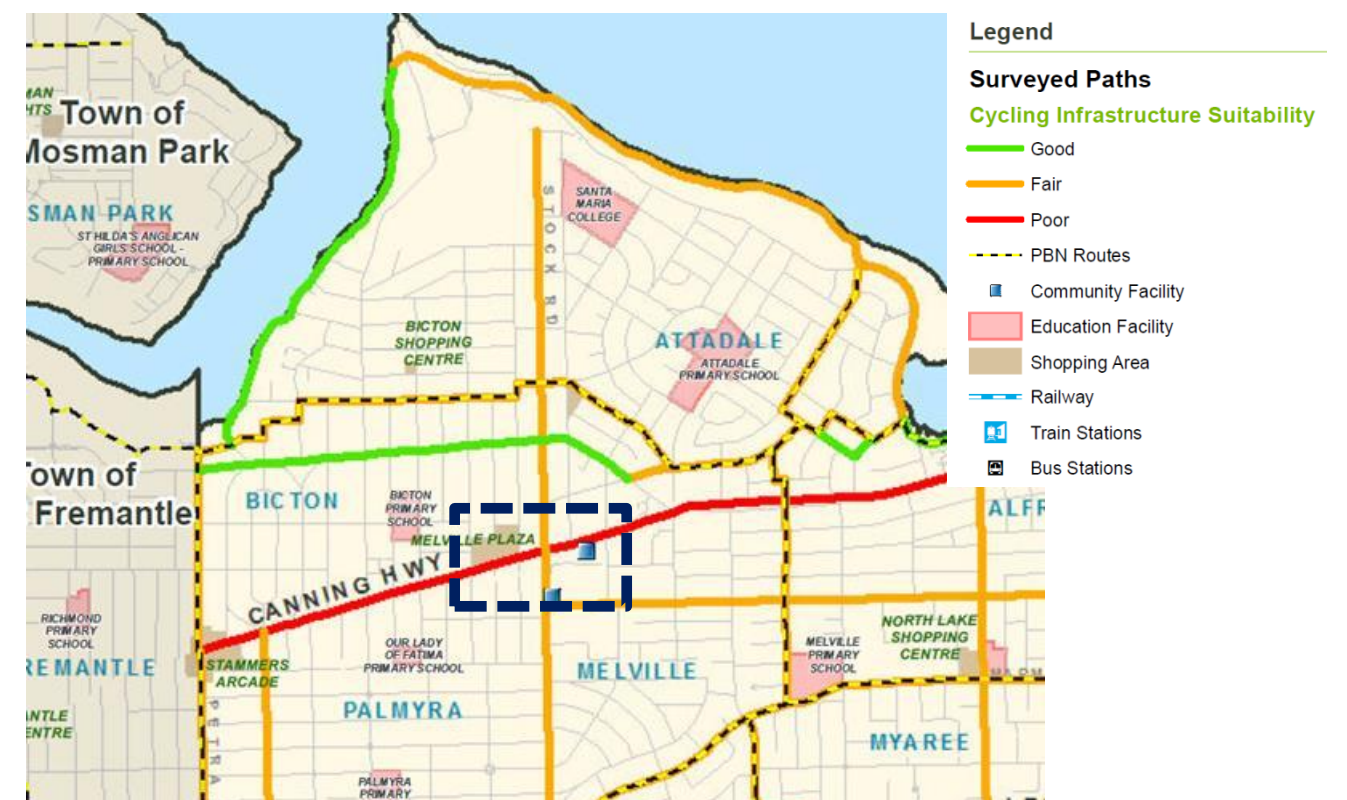 Legend
Surveyed Paths
Cycling Infrastructure Suitability
Good
Fair
Poor
PBN Routes
Community Facility
Education Facility
Shopping Area
Railway
Train Stations
Bus Stations
Town of
Mosman Park
SMAN PARK
ST HILDA'S ANGLICAN
GIRLS SCHOOL -
PRIMARY SCHOOL
SANTA
MARIA
COLLEGE
STOCK RD
BICTON
SHOPPING
CENTRE
ATTADALE
ATTADALE
PRIMARY SCHOOL
Town of
Fremantle
BICTON
BICTON
PRIMARY
SCHOOL
MELVILLE PLAZA
CANNING HWY
ALFR
RICHMOND
PRIMARY
SCHOOL
REMANTLE
STAMMERS
ARCADE
OUR LADY
OF FATIMA
PRIMARY SCHOOL
MELVILLE
MELVILLE
PRIMARY
SCHOOL
NORTH LAKE
SHOPPING
CENTRE
NTLE
ENTRE
PETRA
PALMYRA
MYAREE
PALMYRA
PRIMARY